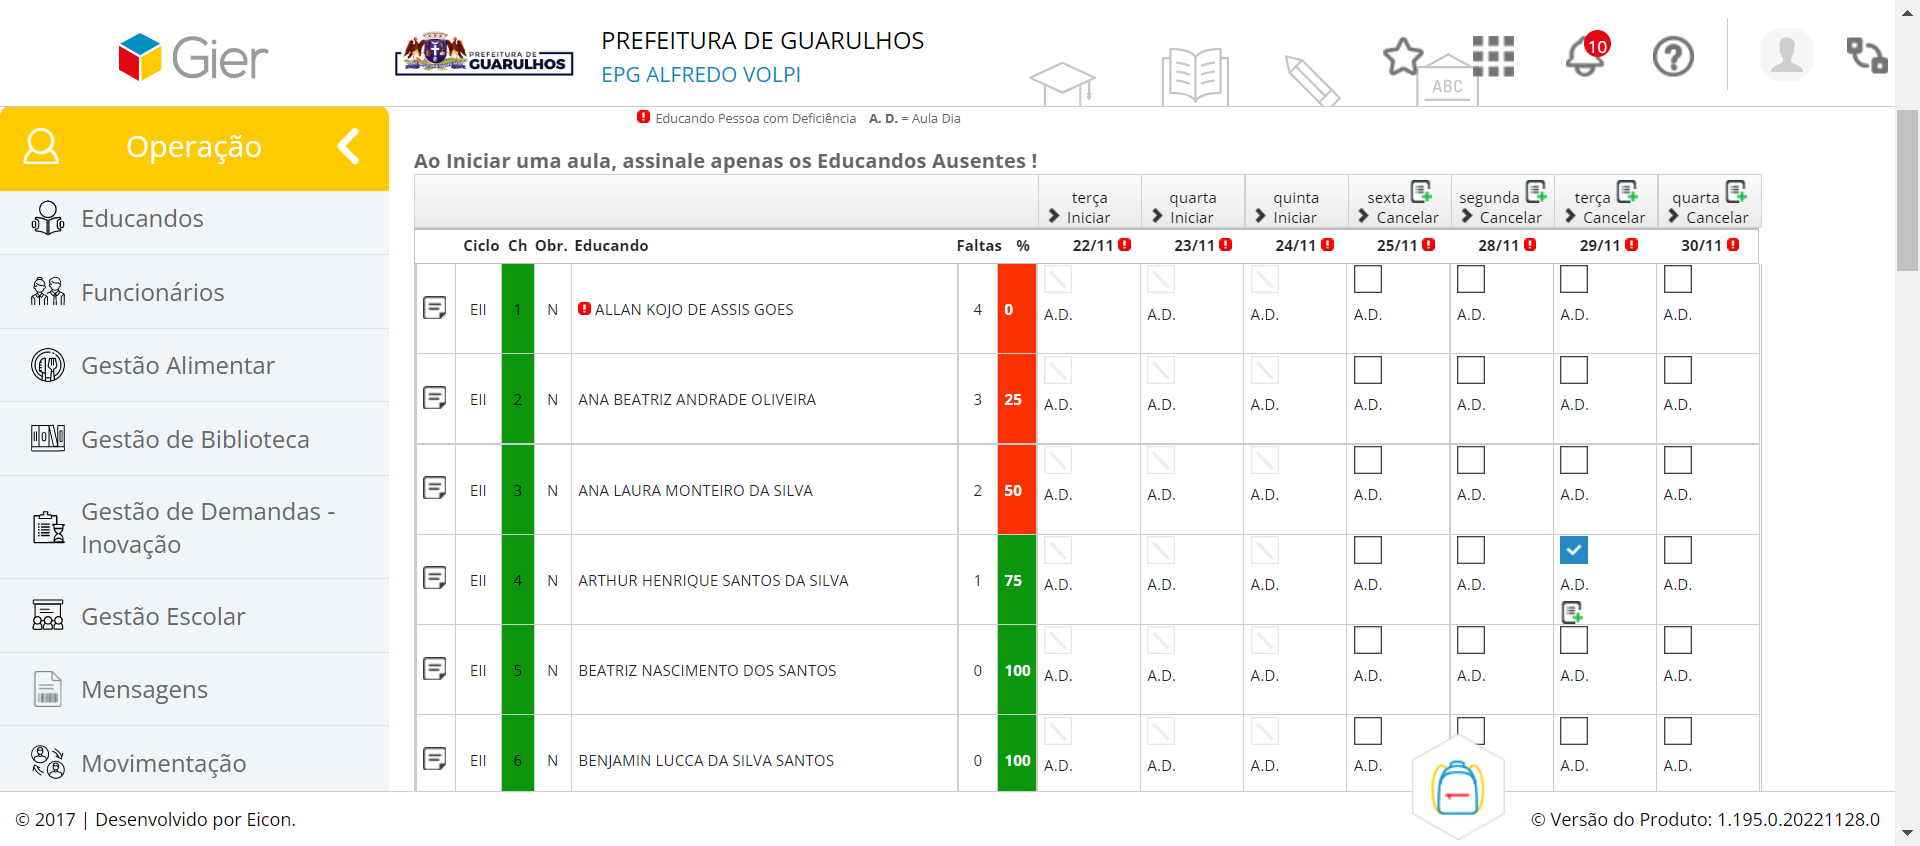 Gier
PREFEITURA DE
GUARULHOS
PREFEITURA DE GUARULHOS
EPG ALFREDO VOLPI
ABC
10
Operação
Educandos
Funcionários
Gestão Alimentar
Gestão de Biblioteca
Gestão de Demandas -
Inovação
Gestão Escolar
Mensagens
Movimentação
Educando Pessoa com Deficiência A. D. = Aula Dia
Ao Iniciar uma aula, assinale apenas os Educandos Ausentes !
terça quarta quinta sexta segunda terça quarta
Iniciar Iniciar Iniciar Cancelar Cancelar Cancelar Cancelar
Ciclo Ch Obr. Educando Faltas % 22/11 23/11 24/11 25/11 28/11 29/11 30/11
EII 1 N ALLAN KOJO DE ASSIS GOES 4 0 A.D. A.D. A.D. A.D. A.D. A.D. A.D.
EII 2 N ANA BEATRIZ ANDRADE OLIVEIRA 3 25 A.D. A.D. A.D. A.D. A.D. A.D. A.D.
EII 3 N ANA LAURA MONTEIRO DA SILVA 2 50 A.D. A.D. A.D. A.D. A.D. A.D. A.D.
EII 4 N ARTHUR HENRIQUE SANTOS DA SILVA 1 75 A.D. A.D. A.D. A.D. A.D. A.D. A.D.
EII 5 N BEATRIZ NASCIMENTO DOS SANTOS 0 100 A.D. A.D. A.D. A.D. A.D. A.D. A.D.
EII 6 N BENJAMIN LUCCA DA SILVA SANTOS 0 100 A.D. A.D. A.D. A.D. A.D. A.D.
© 2017 | Desenvolvido por Eicon.
© Versão do Produto: 1.195.0.20221128.0